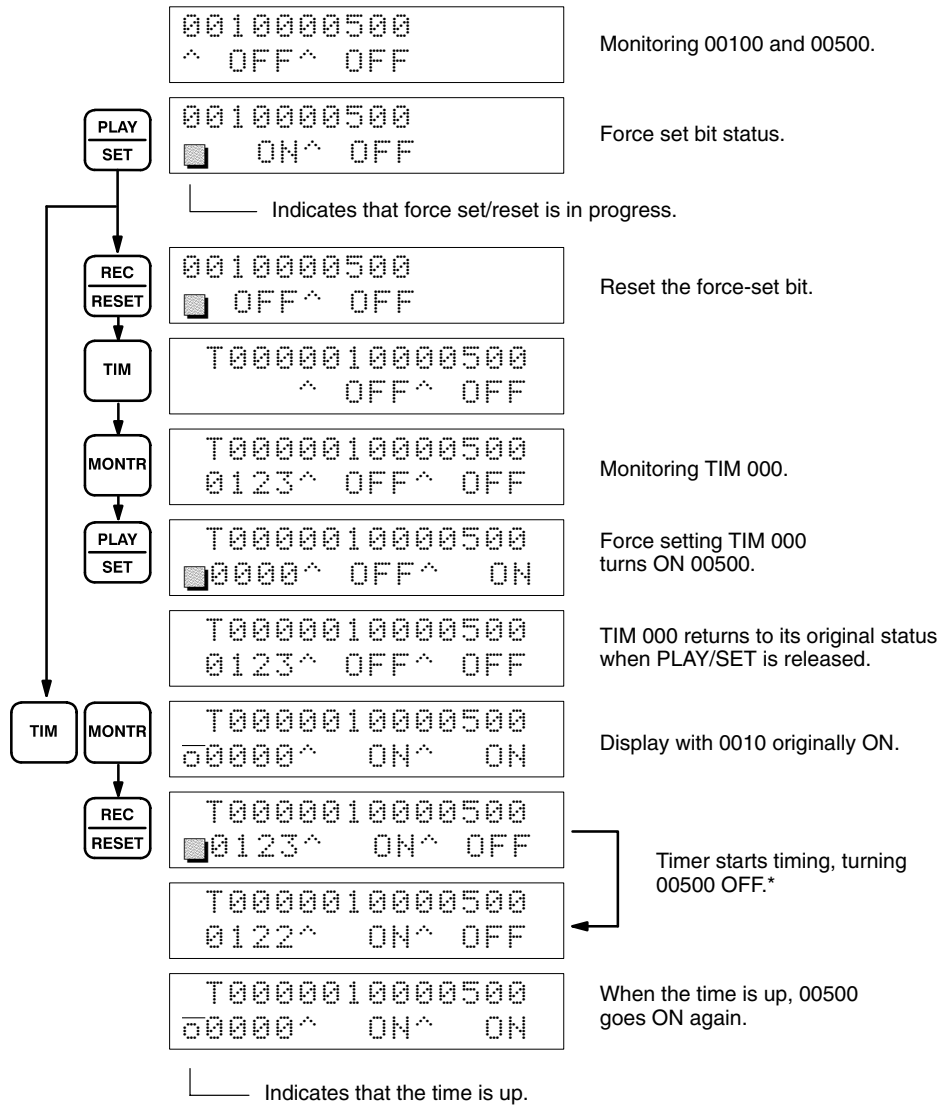 0010000500
^ OFF^ OFF
Monitoring 00100 and 00500.
PLAY
SET
0010000500
ON^ OFF
Force set bit status.
Indicates that force set/reset is in progress.
REC
RESET
0010000500
OFF^ OFF
Reset the force-set bit.
TIM
T0000010000500
^ OFF^ OFF
MONTR
T0000010000500
0123^ OFF^ OFF
Monitoring TIM 000.
PLAY
SET
T0000010000500
0000^ OFF^ ON
Force setting TIM 000
turns ON 00500.
T0000010000500
0123^ OFF^ OFF
TIM 000 returns to its original status
when PLAY/SET is released.
TIM
MONTR
T0000010000500
o̅0000^ ON^ ON
Display with 0010 originally ON.
REC
RESET
T0000010000500
0123^ ON^ OFF
Timer starts timing, turning
00500 OFF.*
T0000010000500
0122^ ON^ OFF
T0000010000500
o̅0000^ ON^ ON
When the time is up, 00500
goes ON again.
Indicates that the time is up.